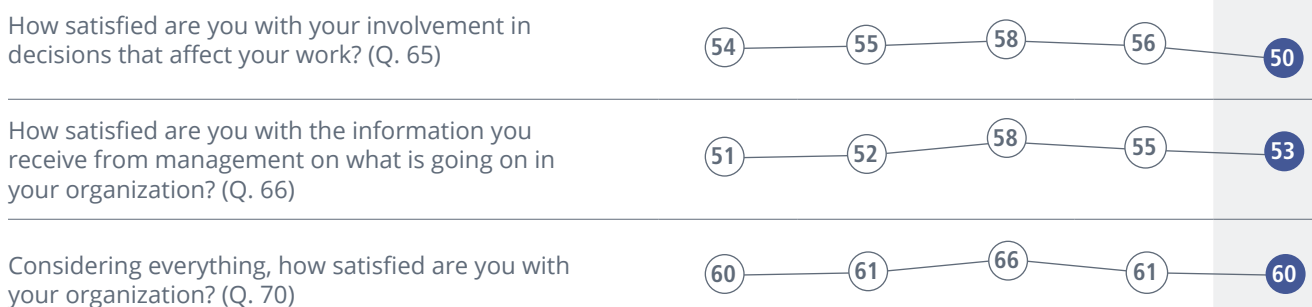 How satisfied are you with your involvement in
decisions that affect your work? (Q. 65)
54 55 58 56 50
How satisfied are you with the information you
receive from management on what is going on in
your organization? (Q. 66)
51 52 58 55 53
Considering everything, how satisfied are you with
your organization? (Q. 70)
60 61 66 61 60